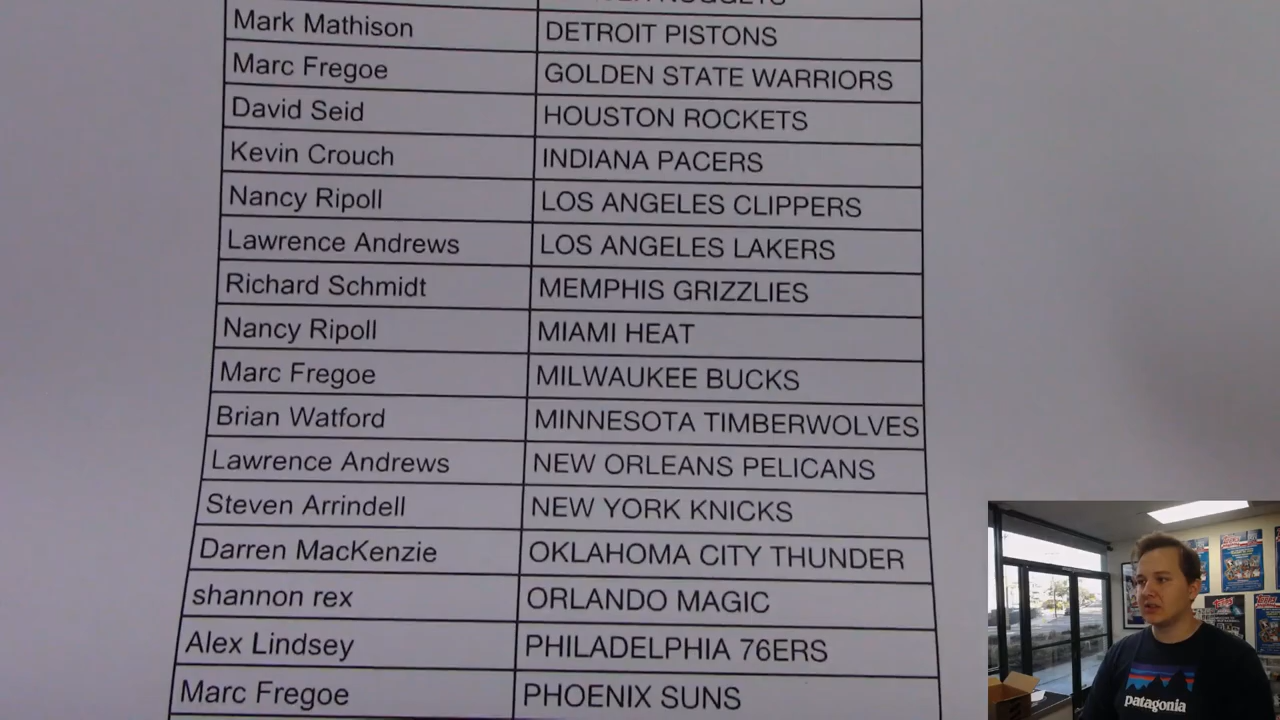 NUGGETS
Mark Mathison DETROIT PISTONS
Marc Fregoe GOLDEN STATE WARRIORS
David Seid HOUSTON ROCKETS
Kevin Crouch INDIANA PACERS
Nancy Ripoll LOS ANGELES CLIPPERS
Lawrence Andrews LOS ANGELES LAKERS
Richard Schmidt MEMPHIS GRIZZLIES
Nancy Ripoll MIAMI HEAT
Marc Fregoe MILWAUKEE BUCKS
Brian Watford MINNESOTA TIMBERWOLVES
Lawrence Andrews NEW ORLEANS PELICANS
Steven Arrindell NEW YORK KNICKS
Darren MacKenzie OKLAHOMA CITY THUNDER
shannon rex ORLANDO MAGIC
Alex Lindsey PHILADELPHIA 76ERS
Marc Fregoe PHOENIX SUNS
patagonia